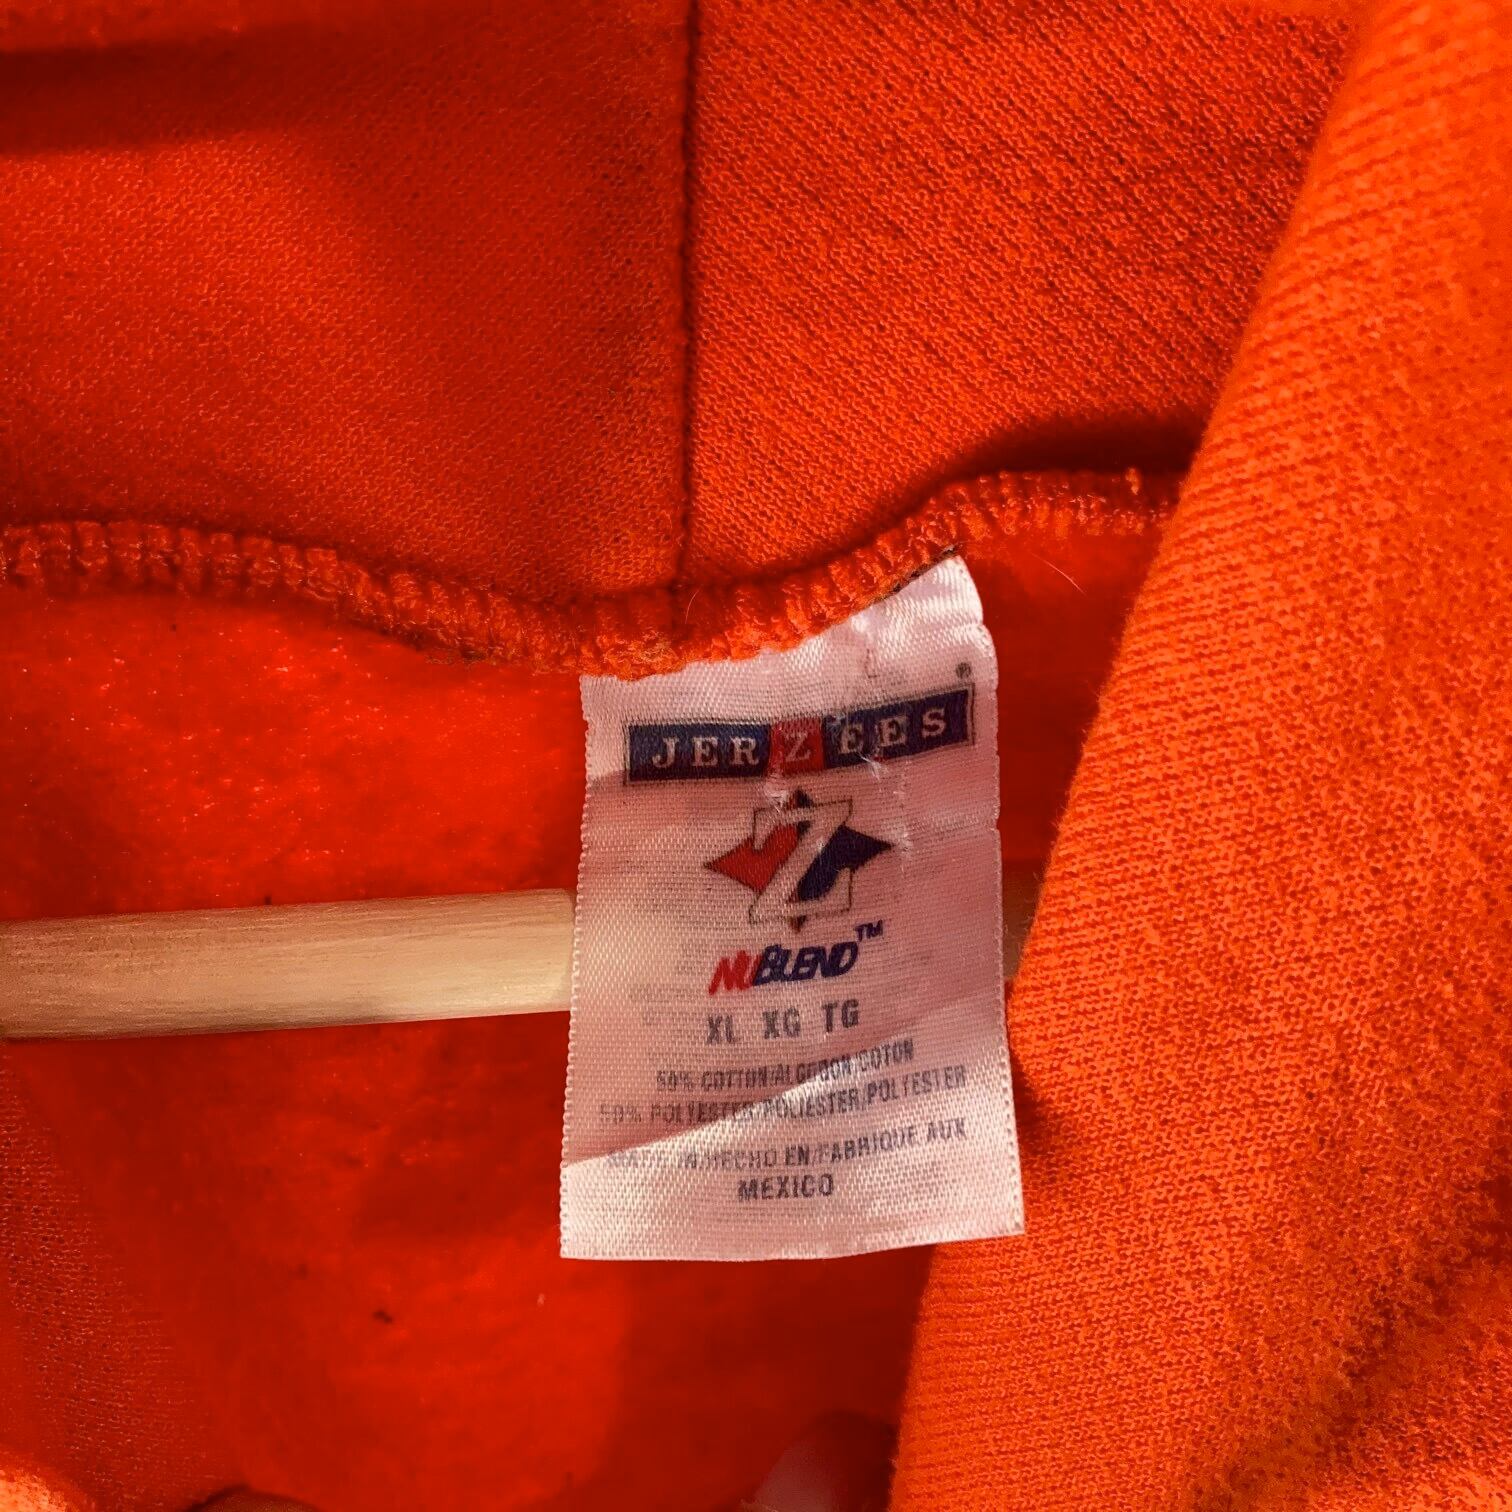 JERZEES®
Z
NUBLEND™
XL XG TG
50% COTTON/ALGODON/COTON
50% POLYESTER/POLIESTER/POLYESTER
MADE IN/HECHO EN/FABRIQUE AUX
MEXICO